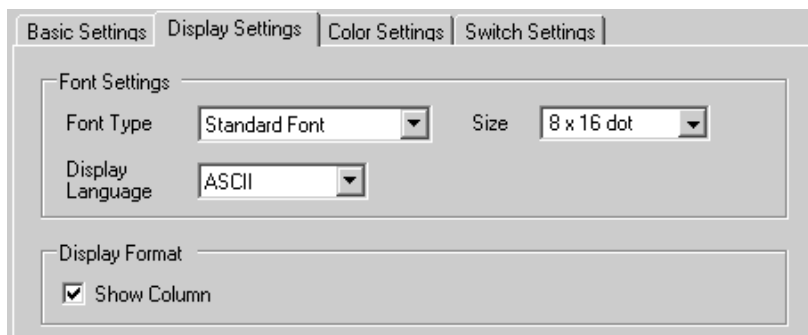 Basic Settings Display Settings Color Settings Switch Settings
Font Settings
Font Type Standard Font Size 8 x 16 dot
Display
Language ASCII
Display Format
Show Column